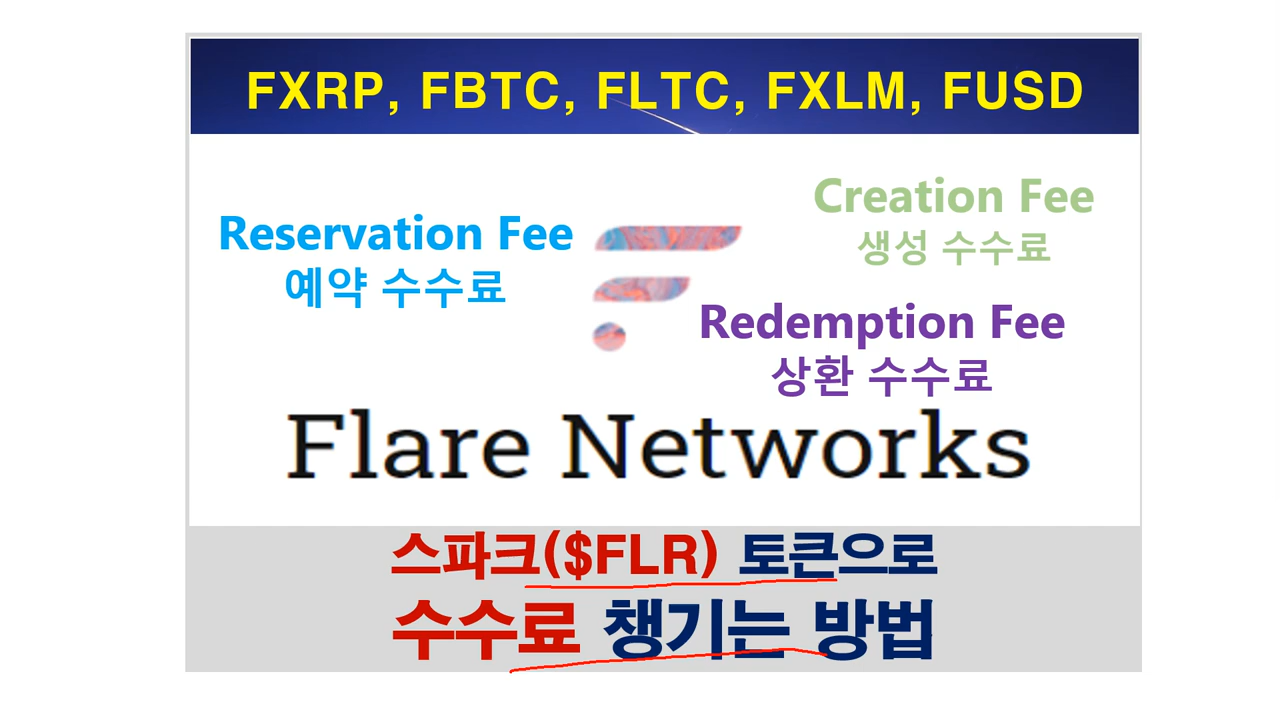 FXRP, FBTC, FLTC, FXLM, FUSD
Reservation Fee
예약 수수료
Creation Fee
생성 수수료
Redemption Fee
상환 수수료
Flare Networks
스파크($FLR) 토큰으로
수수료 챙기는 방법